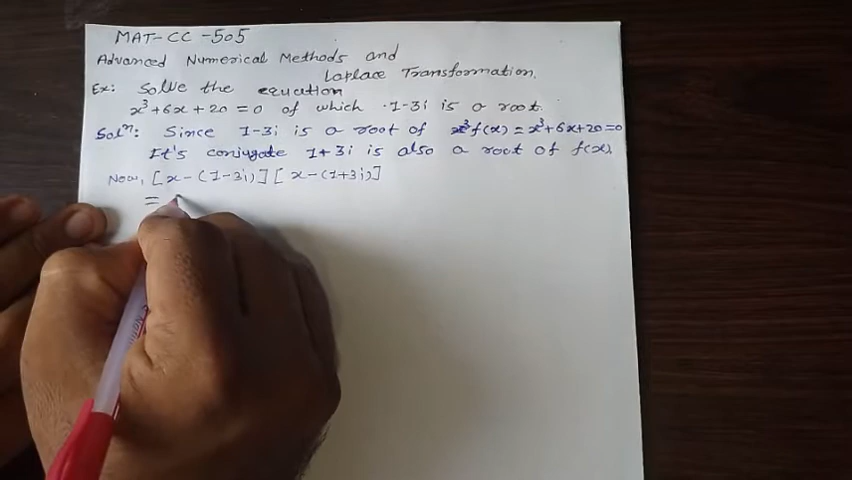 MAT-CC-505
Advanced Numerical Methods and
Laplace Transformation.
Ex: Solve the equation
x³+6x+20=0 of which 1-3i is a root.
Solⁿ: Since 1-3i is a root of f(x)=x³+6x+20=0
It's conjugate 1+3i is also a root of f(x).
Now, [x-(1-3i)][x-(1+3i)]
=